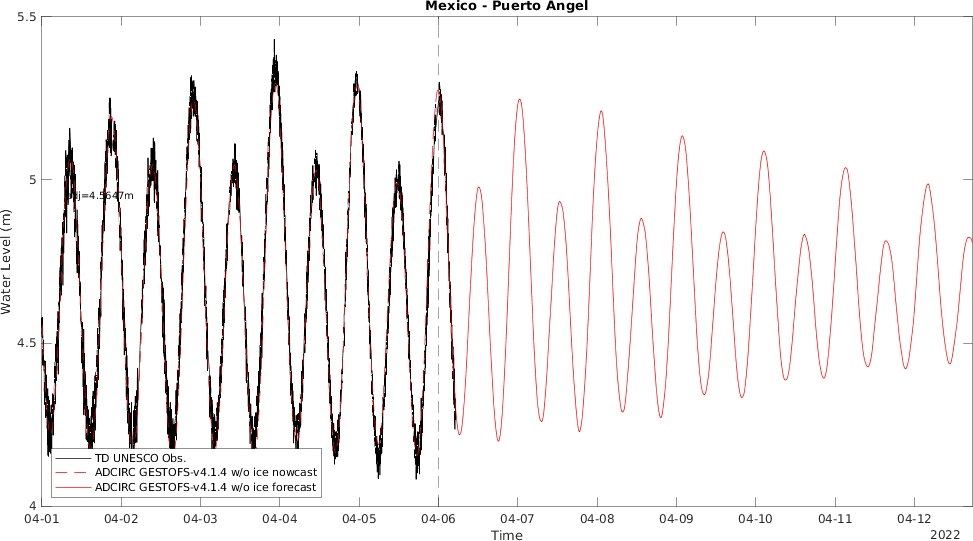 Mexico - Puerto Angel
5.5
5
4.5
4
Water Level (m)
=4.5647m
TD UNESCO Obs.
ADCIRC GESTOFS-v4.1.4 w/o ice nowcast
ADCIRC GESTOFS-v4.1.4 w/o ice forecast
04-01 04-02 04-03 04-04 04-05 04-06 04-07 04-08 04-09 04-10 04-11 04-12
Time
2022